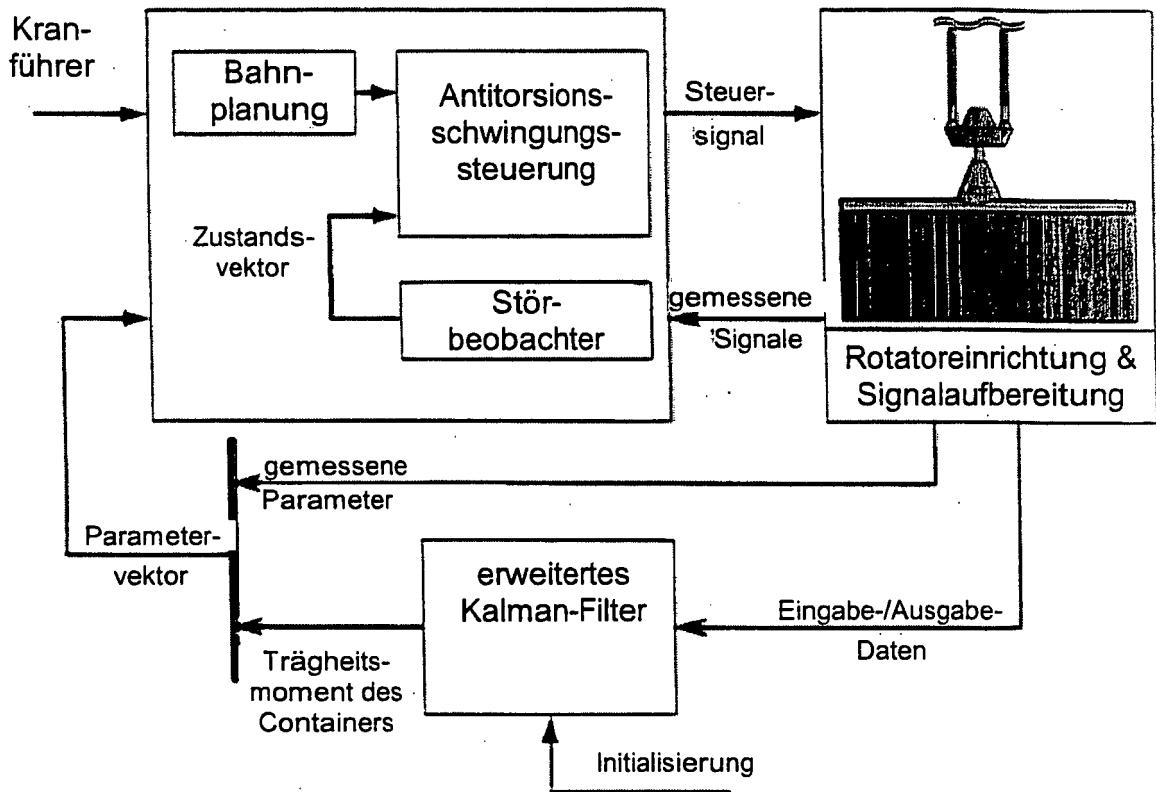 Kran-
führer
Bahn-
planung
Antitorsions-
schwingungs-
steuerung
Steuer-
signal
Zustands-
vektor
Stör-
beobachter
gemessene
Signale
Rotatoreinrichtung &
Signalaufbereitung
gemessene
Parameter
Parameter-
vektor
erweitertes
Kalman-Filter
Eingabe-/Ausgabe-
Daten
Trägheits-
moment des
Containers
Initialisierung